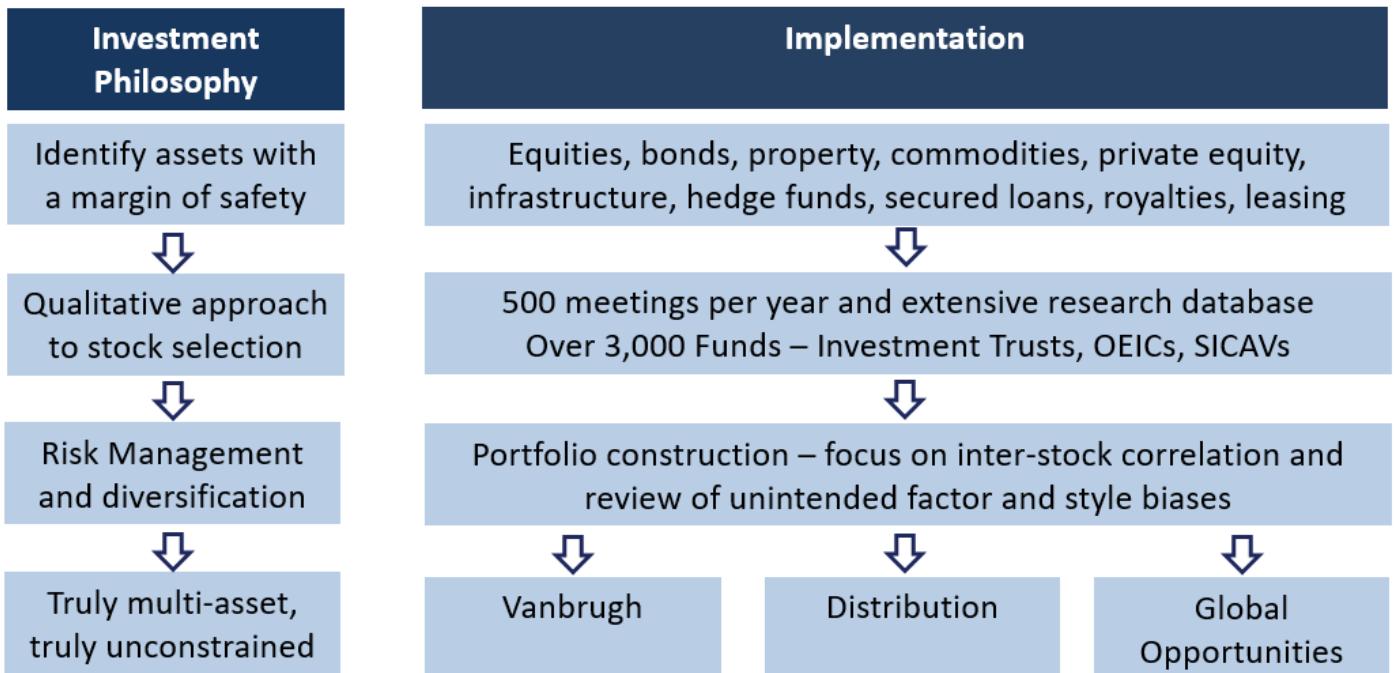 Investment
Philosophy
Implementation
Identify assets with
a margin of safety
Equities, bonds, property, commodities, private equity,
infrastructure, hedge funds, secured loans, royalties, leasing
Qualitative approach
to stock selection
500 meetings per year and extensive research database
Over 3,000 Funds – Investment Trusts, OEICs, SICAVs
Risk Management
and diversification
Portfolio construction – focus on inter-stock correlation and
review of unintended factor and style biases
Truly multi-asset,
truly unconstrained
Vanbrugh
Distribution
Global
Opportunities